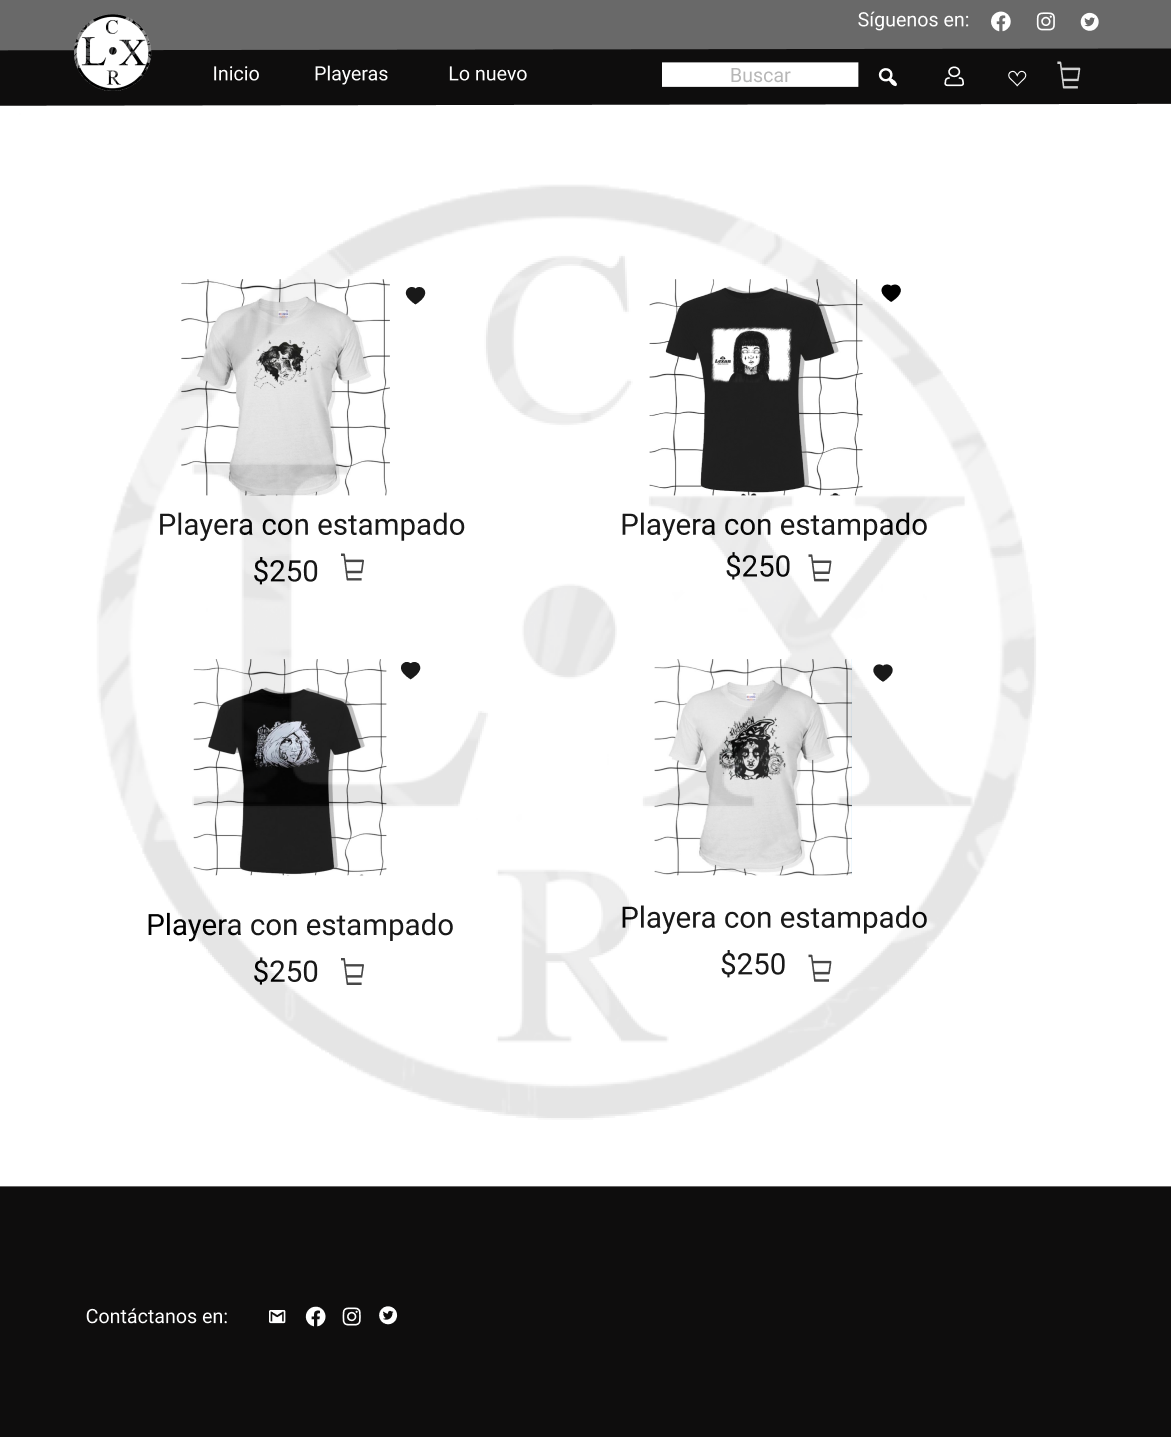 Síguenos en:
C
L X
R
Inicio Playeras Lo nuevo Buscar
C
Playera con estampado Playera con estampado
$250 $250
L X
Playera con estampado Playera con estampado
$250 $250
R
Contáctanos en: